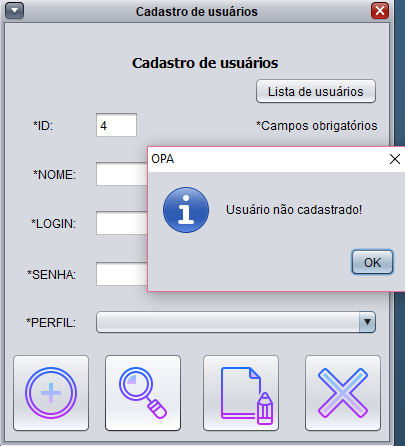 Cadastro de usuários
Cadastro de usuários
Lista de usuários
*ID:
4
*Campos obrigatórios
OPA
*NOME:
Usuário não cadastrado!
*LOGIN:
OK
*SENHA:
*PERFIL: